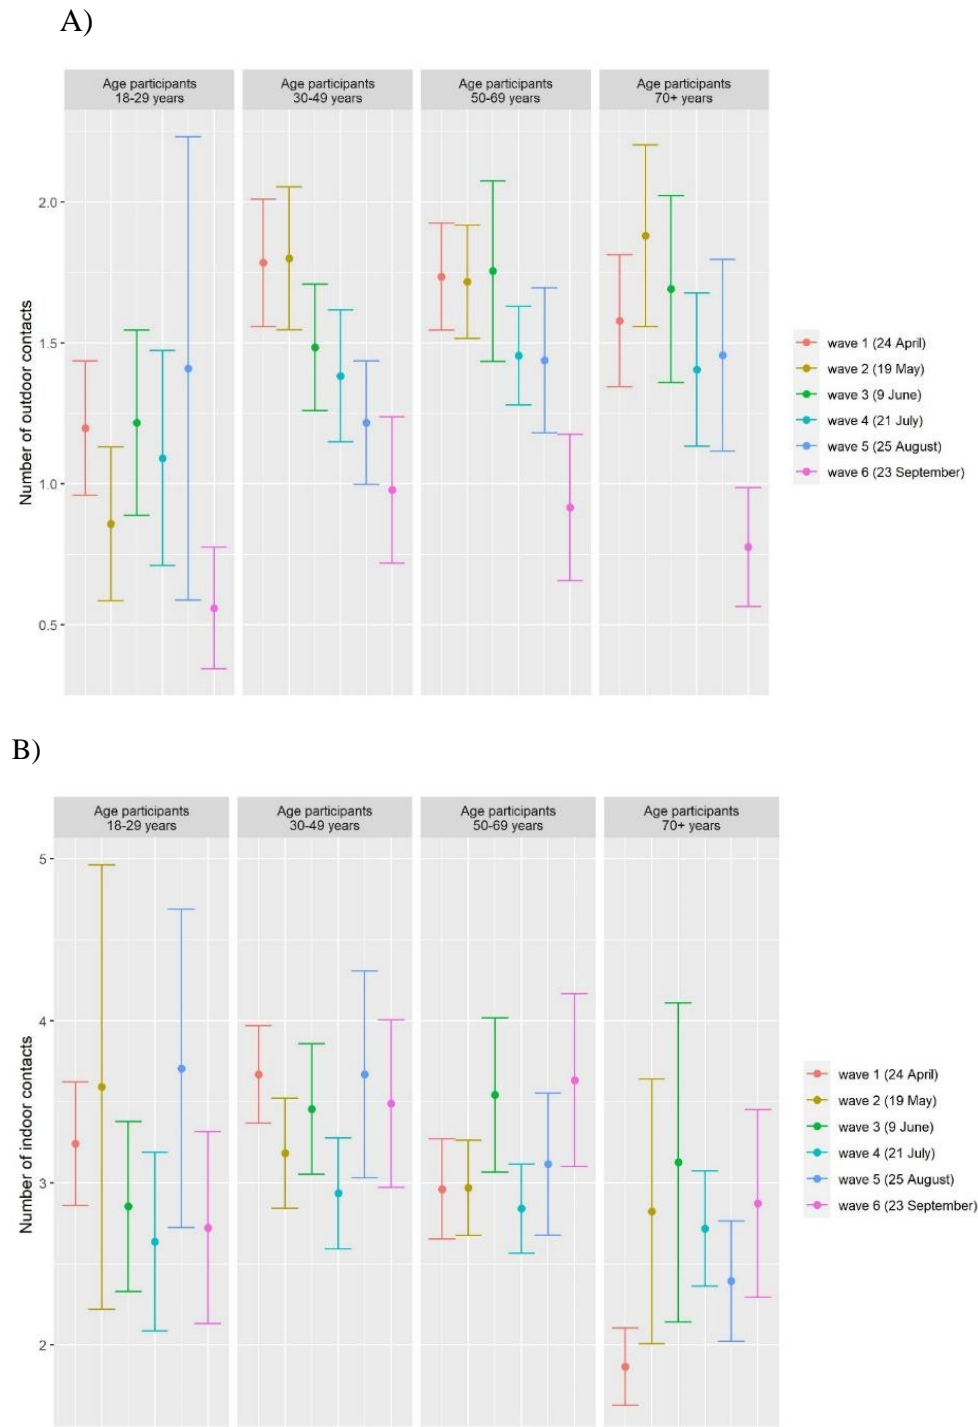 A)
Age participants
18-29 years
Age participants
30-49 years
Age participants
50-69 years
Age participants
70+ years
Number of outdoor contacts
2.0
1.5
1.0
0.5
wave 1 (24 April)
wave 2 (19 May)
wave 3 (9 June)
wave 4 (21 July)
wave 5 (25 August)
wave 6 (23 September)
B)
Age participants
18-29 years
Age participants
30-49 years
Age participants
50-69 years
Age participants
70+ years
Number of indoor contacts
5
4
3
2
wave 1 (24 April)
wave 2 (19 May)
wave 3 (9 June)
wave 4 (21 July)
wave 5 (25 August)
wave 6 (23 September)